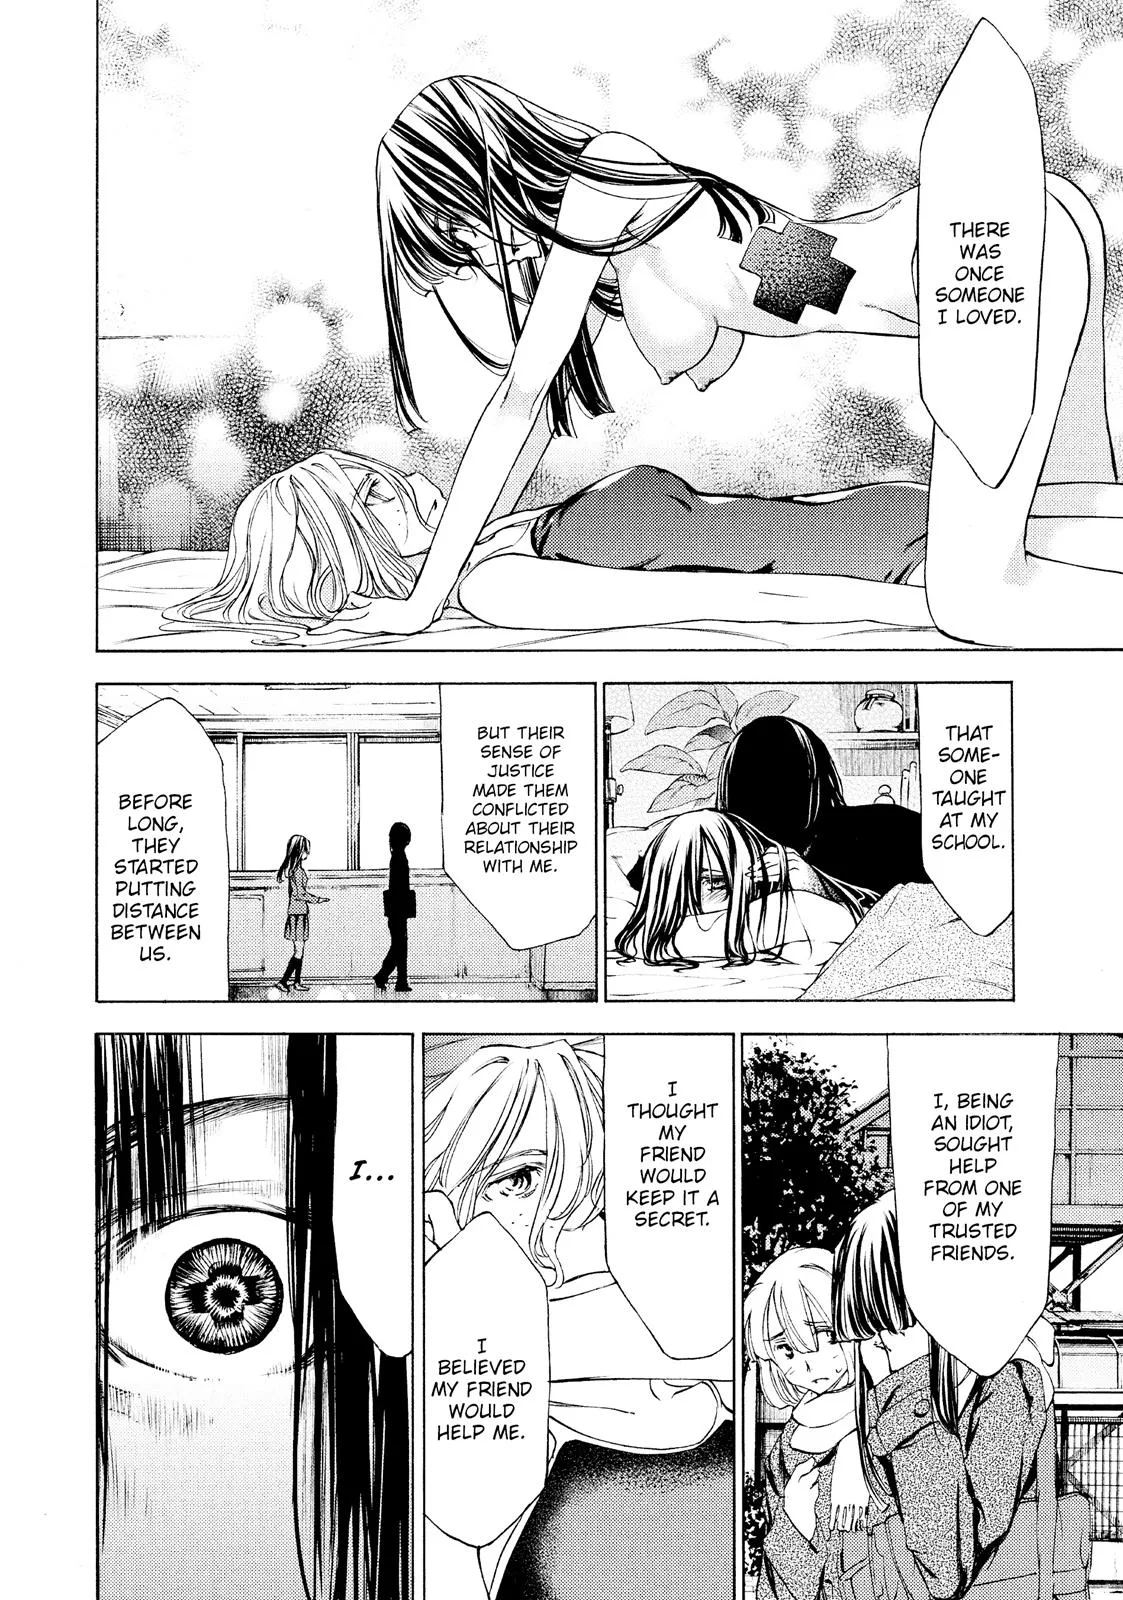 THERE
WAS
ONCE
SOMEONE
I LOVED.
THAT
SOME-
ONE
TAUGHT
AT MY
SCHOOL.
BUT THEIR
SENSE OF
JUSTICE
MADE THEM
CONFLICTED
ABOUT THEIR
RELATIONSHIP
WITH ME.
BEFORE
LONG,
THEY
STARTED
PUTTING
DISTANCE
BETWEEN
US.
I, BEING
AN IDIOT,
SOUGHT
HELP
FROM ONE
OF MY
TRUSTED
FRIENDS.
I
THOUGHT
MY
FRIEND
WOULD
KEEP IT A
SECRET.
I
BELIEVED
MY FRIEND
WOULD
HELP ME.
I...